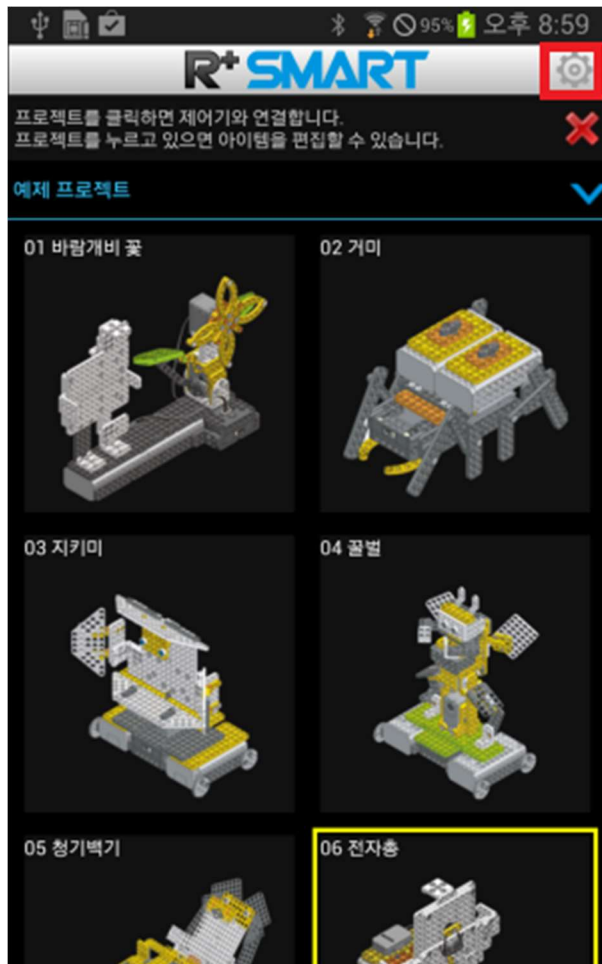 95% 오후 8:59
R+ SMART
프로젝트를 클릭하면 제어기와 연결합니다.
프로젝트를 누르고 있으면 아이템을 편집할 수 있습니다.
예제 프로젝트
01 바람개비 꽃
02 거미
03 지키미
04 꿀벌
05 청기백기
06 전자총